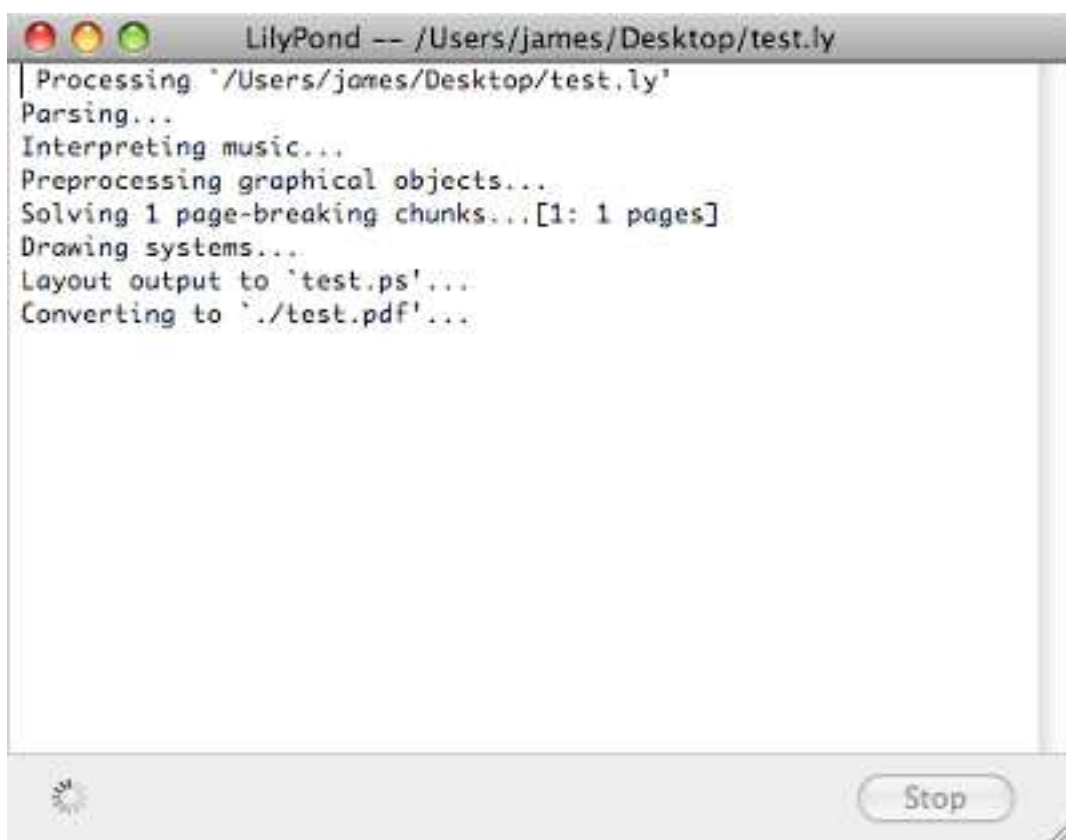 LilyPond -- /Users/james/Desktop/test.ly
Processing `/Users/james/Desktop/test.ly'
Parsing...
Interpreting music...
Preprocessing graphical objects...
Solving 1 page-breaking chunks...[1: 1 pages]
Drawing systems...
Layout output to `test.ps'...
Converting to `./test.pdf'...
Stop